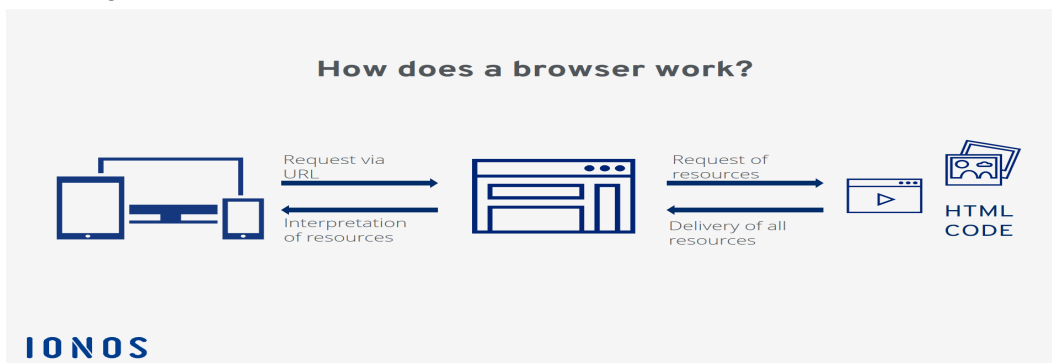 How does a browser work?
Request via
URL
Interpretation
of resources
Request of
resources
Delivery of all
resources
HTML
CODE
IONOS